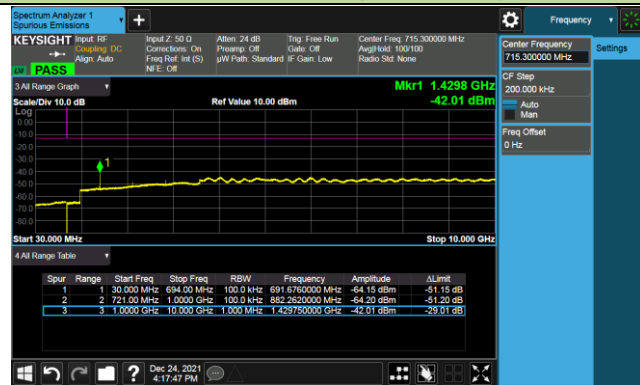 Spectrum Analyzer 1
Spurious Emissions
+
Frequency
KEYSIGHT Input: RF
Coupling: DC
Align: Auto
Input Z: 50 Ω
Corrections: On
Freq Ref: Int (S)
NFE: Off
Atten: 24 dB
Preamp: Off
µW Path: Standard
Trig: Free Run
Gate: Off
IF Gain: Low
Center Freq: 715.300000 MHz
Avg|Hold: 100/100
Radio Std: None
PASS
Center Frequency
715.300000 MHz
Settings
CF Step
200.000 kHz
Auto
Man
Freq Offset
0 Hz
3 All Range Graph
Mkr1 1.4298 GHz
-42.01 dBm
Scale/Div 10.0 dB
Ref Value 10.00 dBm
Log
0.00
-10.0
-20.0
-30.0
-40.0
-50.0
-60.0
-70.0
-80.0
1
Start 30.000 MHz
Stop 10.000 GHz
4 All Range Table
Spur Range Start Freq Stop Freq RBW Frequency Amplitude ΔLimit
1 1 30.000 MHz 694.00 MHz 100.0 kHz 691.6760000 MHz -64.15 dBm -51.15 dB
2 2 721.00 MHz 1.0000 GHz 100.0 kHz 882.2620000 MHz -64.20 dBm -51.20 dB
3 3 1.0000 GHz 10.000 GHz 1.000 MHz 1.429750000 GHz -42.01 dBm -29.01 dB
?
Dec 24, 2021
4:17:47 PM